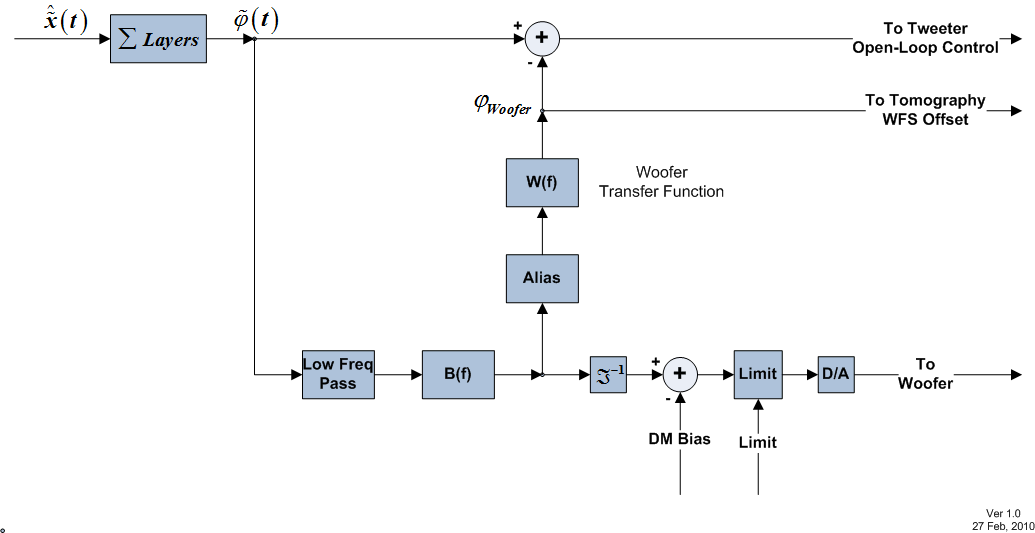 x̂̃(t)
∑ Layers
φ̃(t)
+
+
-
To Tweeter
Open-Loop Control
φWoofer
To Tomography
WFS Offset
W(f)
Woofer
Transfer Function
Alias
Low Freq
Pass
B(f)
ℑ⁻¹
+
+
-
Limit
D/A
To
Woofer
DM Bias
Limit
Ver 1.0
27 Feb, 2010